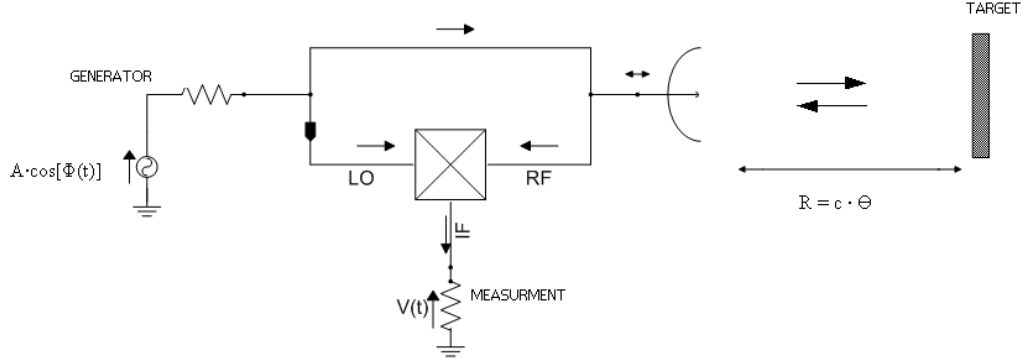 TARGET
GENERATOR
A·cos[Φ(t)]
LO
RF
R = c · Θ
IF
V(t)
MEASURMENT